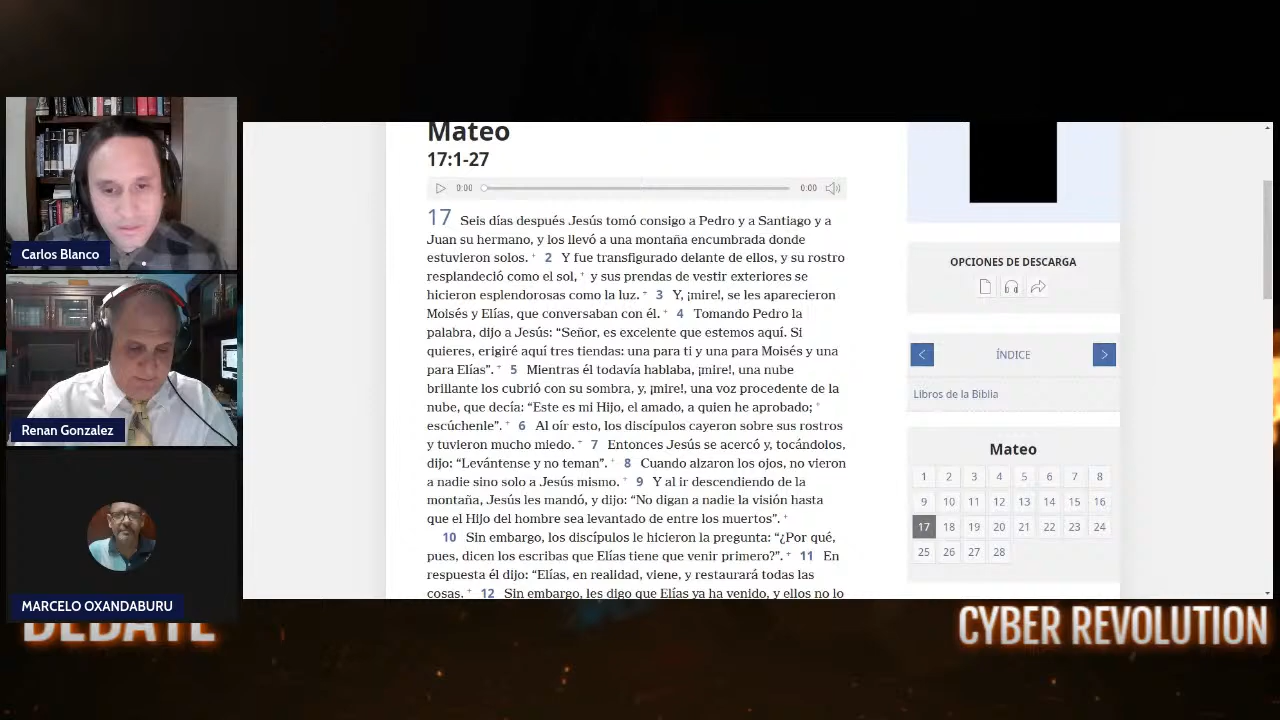 Carlos Blanco
Renan Gonzalez
MARCELO OXANDABURU
Mateo
17:1-27
0:00
0:00
17 Seis días después Jesús tomó consigo a Pedro y a Santiago y a
Juan su hermano, y los llevó a una montaña encumbrada donde
estuvieron solos. + 2 Y fue transfigurado delante de ellos, y su rostro
resplandeció como el sol, + y sus prendas de vestir exteriores se
hicieron esplendorosas como la luz. + 3 Y, ¡mire!, se les aparecieron
Moisés y Elías, que conversaban con él. + 4 Tomando Pedro la
palabra, dijo a Jesús: “Señor, es excelente que estemos aquí. Si
quieres, erigiré aquí tres tiendas: una para ti y una para Moisés y una
para Elías”. + 5 Mientras él todavía hablaba, ¡mire!, una nube
brillante los cubrió con su sombra, y, ¡mire!, una voz procedente de la
nube, que decía: “Este es mi Hijo, el amado, a quien he aprobado; +
escúchenle”. + 6 Al oír esto, los discípulos cayeron sobre sus rostros
y tuvieron mucho miedo. + 7 Entonces Jesús se acercó y, tocándolos,
dijo: “Levántense y no teman”. + 8 Cuando alzaron los ojos, no vieron
a nadie sino solo a Jesús mismo. + 9 Y al ir descendiendo de la
montaña, Jesús les mandó, y dijo: “No digan a nadie la visión hasta
que el Hijo del hombre sea levantado de entre los muertos”. +
10 Sin embargo, los discípulos le hicieron la pregunta: “¿Por qué,
pues, dicen los escribas que Elías tiene que venir primero?”. + 11 En
respuesta él dijo: “Elías, en realidad, viene, y restaurará todas las
cosas. + 12 Sin embargo, les digo que Elías ya ha venido, y ellos no lo
OPCIONES DE DESCARGA
ÍNDICE
Libros de la Biblia
Mateo
1 2 3 4 5 6 7 8
9 10 11 12 13 14 15 16
17 18 19 20 21 22 23 24
25 26 27 28
DEBATE
CYBER REVOLUTION